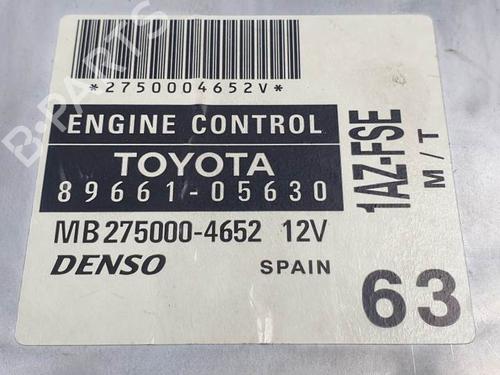 *2750004652V*
ENGINE CONTROL
TOYOTA
89661-05630
MB275000-4652 12V
DENSO SPAIN
1AZ-FSE
M/T
63
B-PARTS